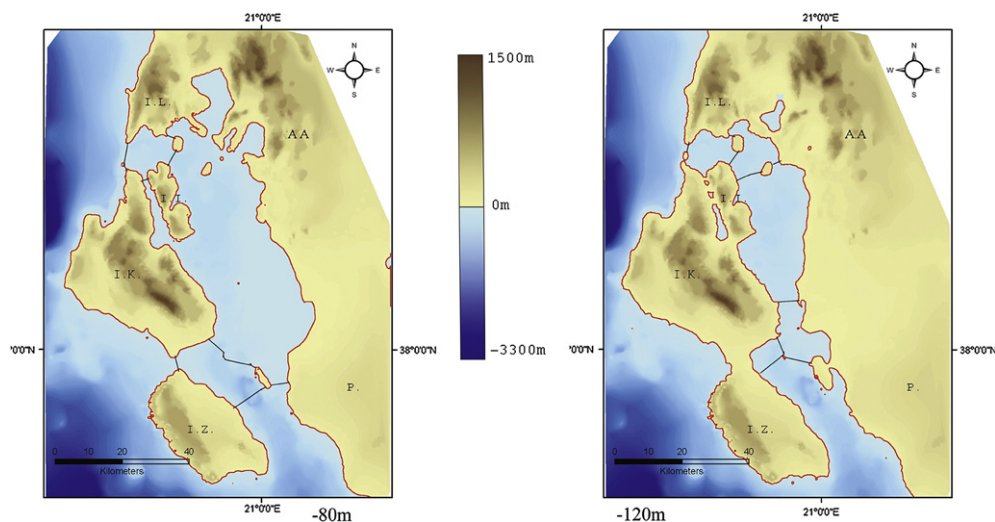 21°0'0"E
21°0'0"E
N
W E
S
N
W E
S
1500m
0m
-3300m
I.L.
AA
I.I.
I.K.
I.Z.
P.
I.L.
AA
I.K.
I.Z.
P.
°0'0"N
38°0'0"N
°0'0"N
38°0'0"N
0 10 20 40
Kilometers
0 10 20 40
Kilometers
21°0'0"E
-80m
-120m
21°0'0"E